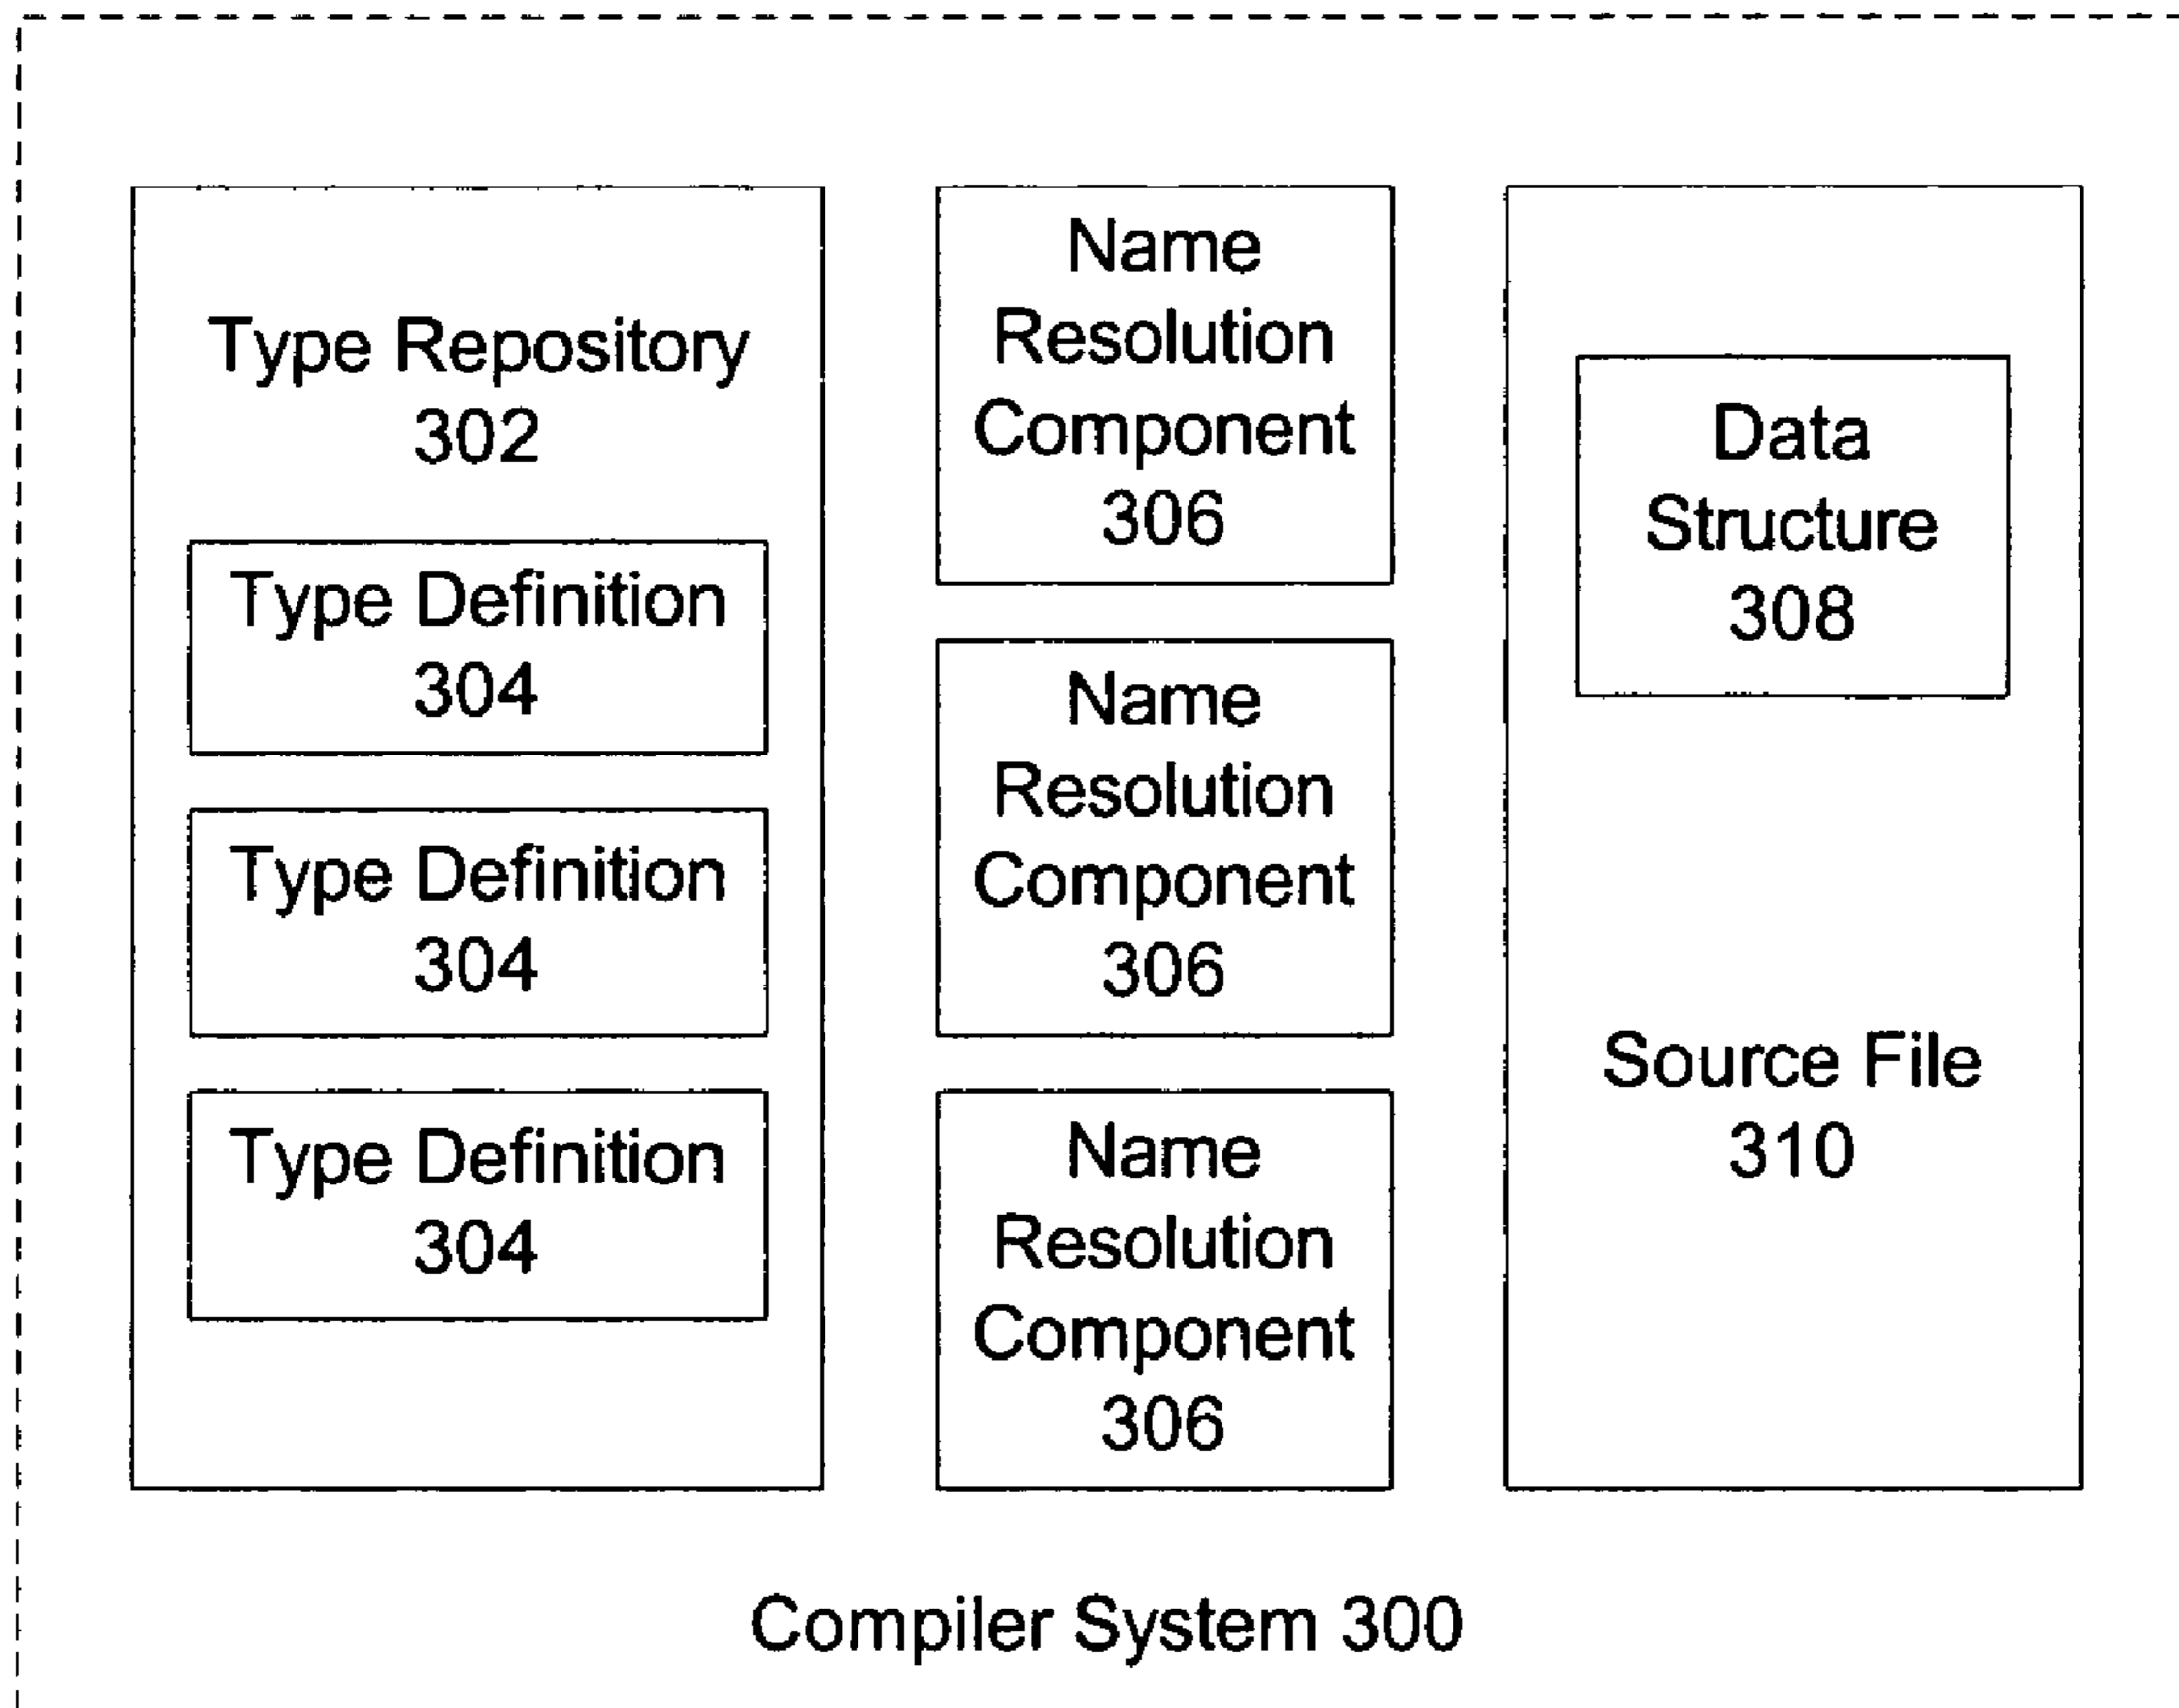 Type Repository
302
Type Definition
304
Type Definition
304
Type Definition
304
Name
Resolution
Component
306
Name
Resolution
Component
306
Name
Resolution
Component
306
Data
Structure
308
Source File
310
Compiler System 300